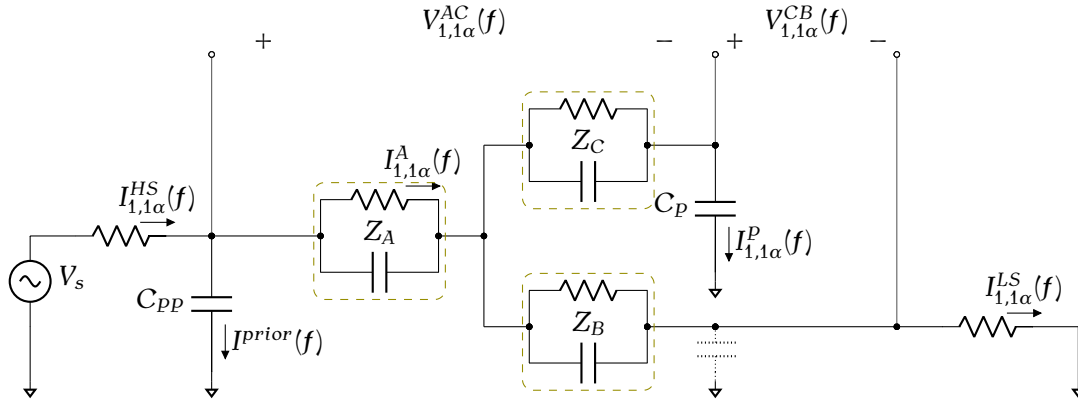 V^{AC}_{1,1α}(f) V^{CB}_{1,1α}(f)
+ − + −
Z_C
I^{A}_{1,1α}(f)
I^{HS}_{1,1α}(f)
C_P
Z_A
I^{P}_{1,1α}(f)
V_s
I^{LS}_{1,1α}(f)
C_{PP}
Z_B
I^{prior}(f)